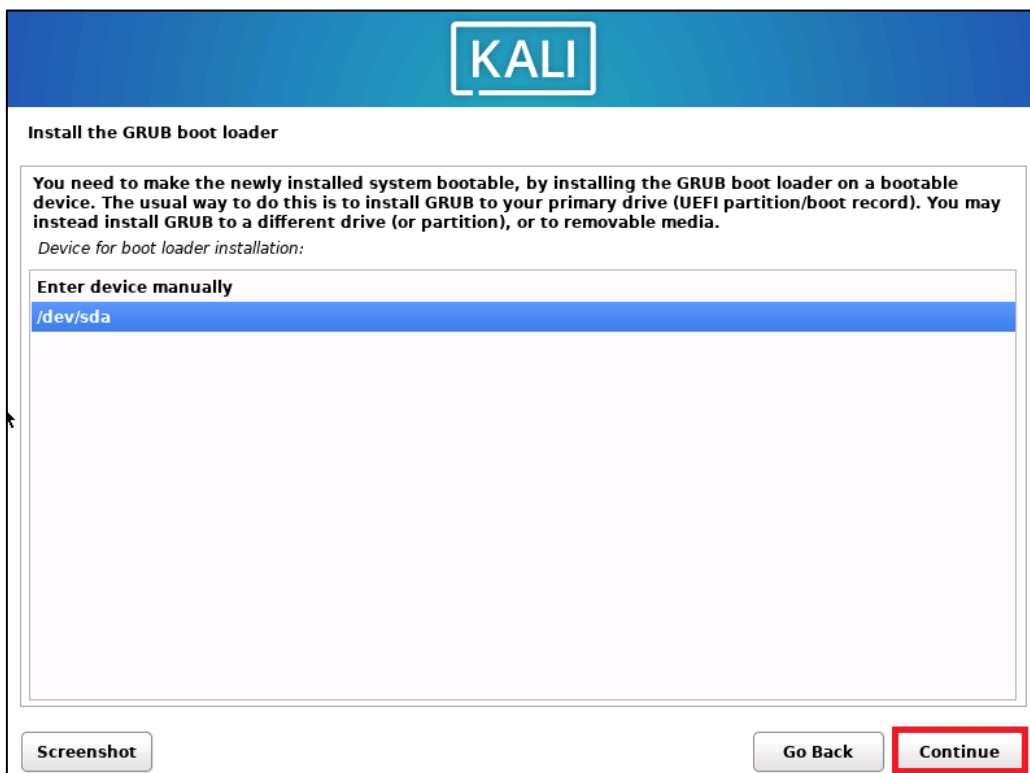 KALI
Install the GRUB boot loader
You need to make the newly installed system bootable, by installing the GRUB boot loader on a bootable
device. The usual way to do this is to install GRUB to your primary drive (UEFI partition/boot record). You may
instead install GRUB to a different drive (or partition), or to removable media.
Device for boot loader installation:
Enter device manually
/dev/sda
Screenshot
Go Back
Continue